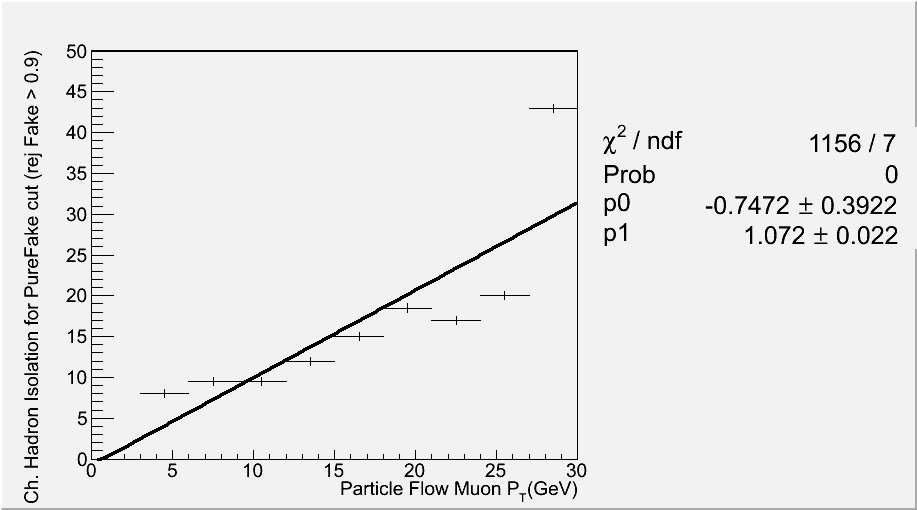 Ch. Hadron Isolation for PureFake cut (rej Fake > 0.9)
50
45
40
35
30
25
20
15
10
5
0
0 5 10 15 20 25 30
Particle Flow Muon P_T(GeV)
χ² / ndf 1156 / 7
Prob 0
p0 -0.7472 ± 0.3922
p1 1.072 ± 0.022